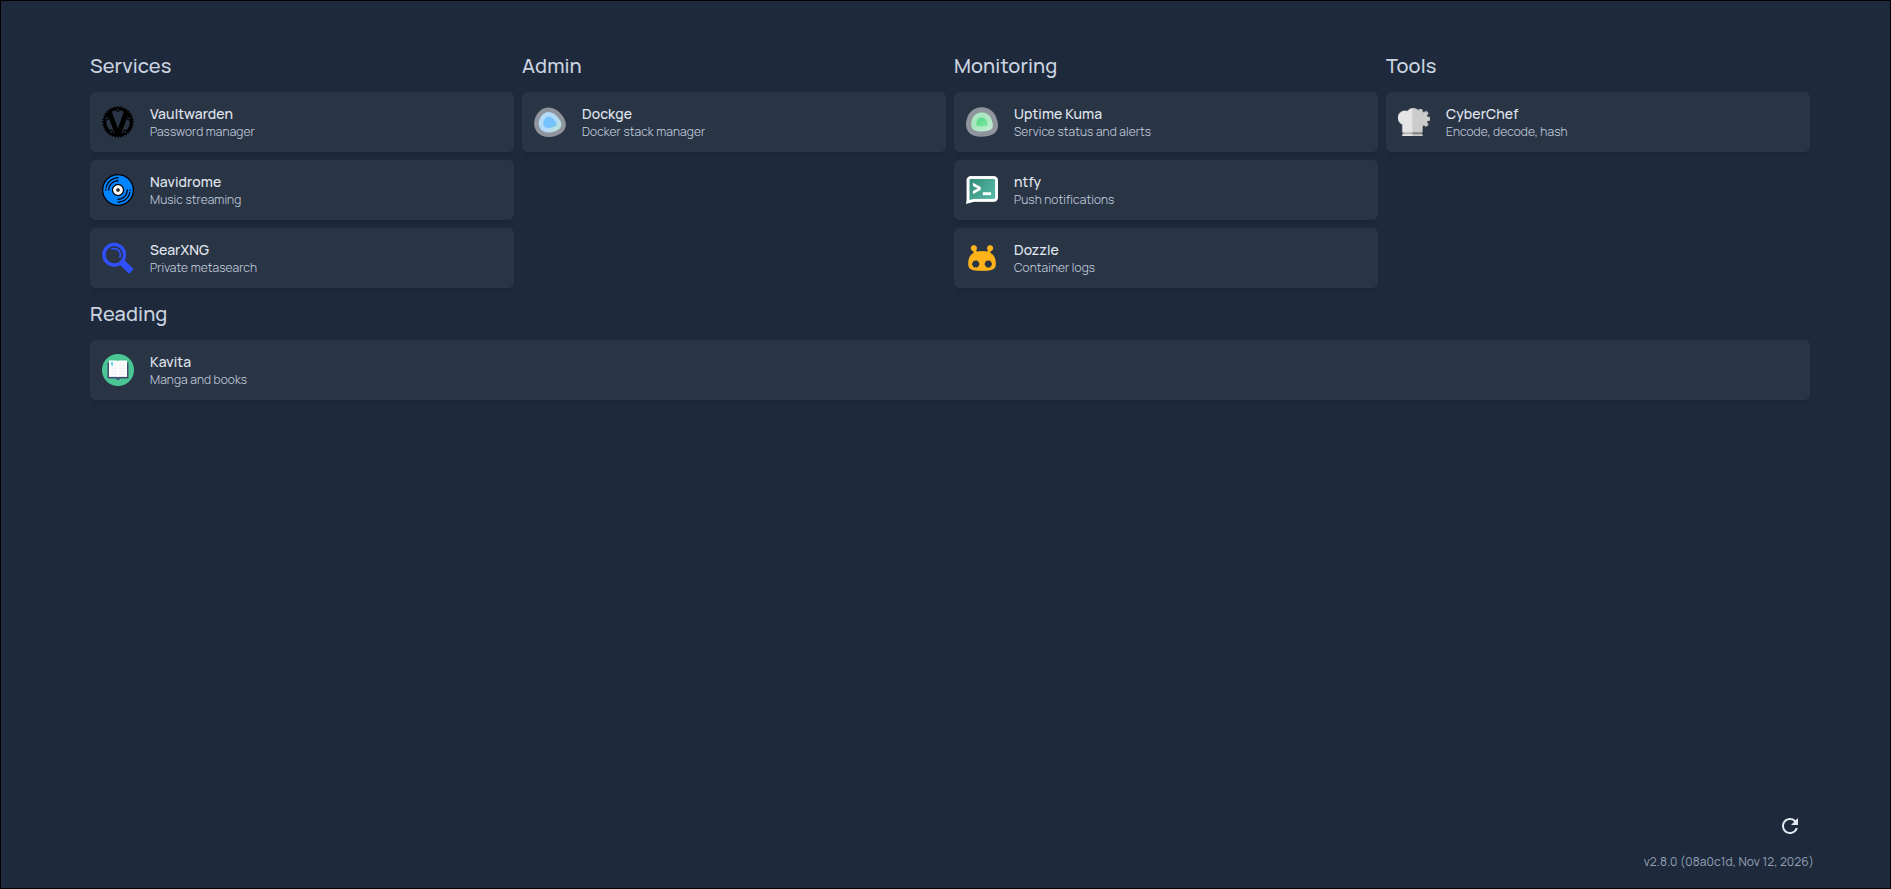 Services
Vaultwarden
Password manager
Navidrome
Music streaming
SearXNG
Private metasearch
Admin
Dockge
Docker stack manager
Monitoring
Uptime Kuma
Service status and alerts
ntfy
Push notifications
Dozzle
Container logs
Tools
CyberChef
Encode, decode, hash
Reading
Kavita
Manga and books
v2.8.0 (08a0c1d, Nov 12, 2026)